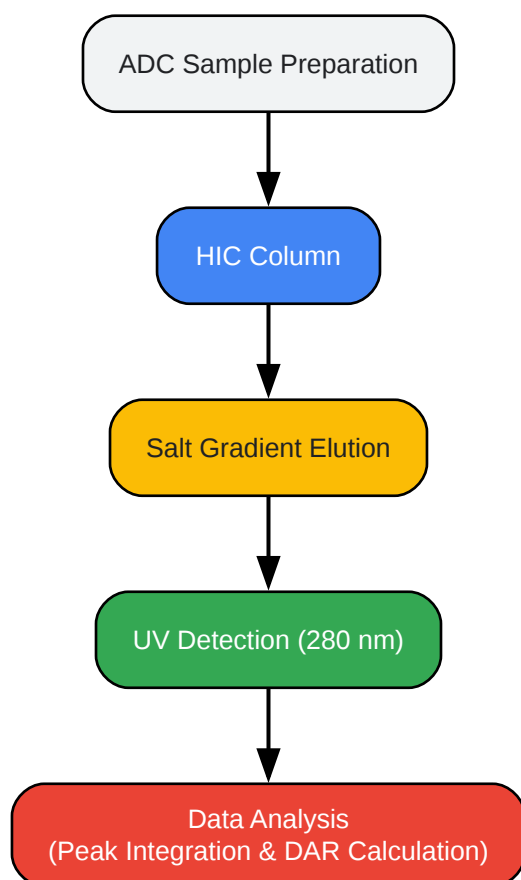 ADC Sample Preparation
HIC Column
Salt Gradient Elution
UV Detection (280 nm)
Data Analysis
(Peak Integration & DAR Calculation)